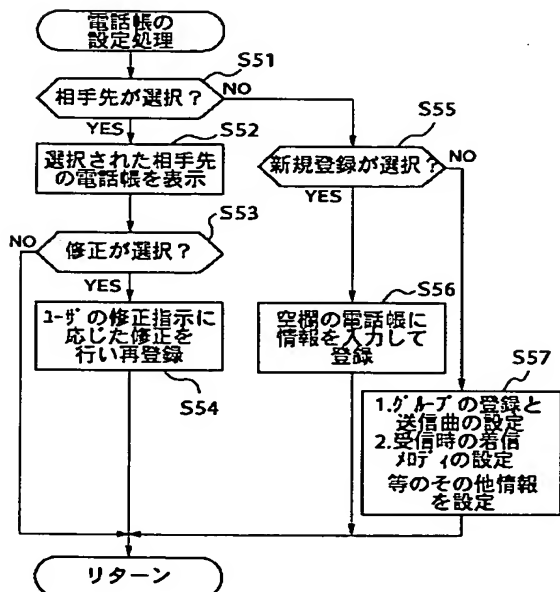 電話帳の
設定処理
S51
相手先が選択？
NO
YES
S52
選択された相手先
の電話帳を表示
S53
NO
修正が選択？
YES
ﾕｰｻﾞの修正指示に
応じた修正を
行い再登録
S54
S55
新規登録が選択？
NO
YES
S56
空欄の電話帳に
情報を入力して
登録
S57
1.ｸﾞﾙｰﾌﾟの登録と
送信曲の設定
2.受信時の着信
ﾒﾛﾃﾞｨの設定
等のその他情報
を設定
リターン